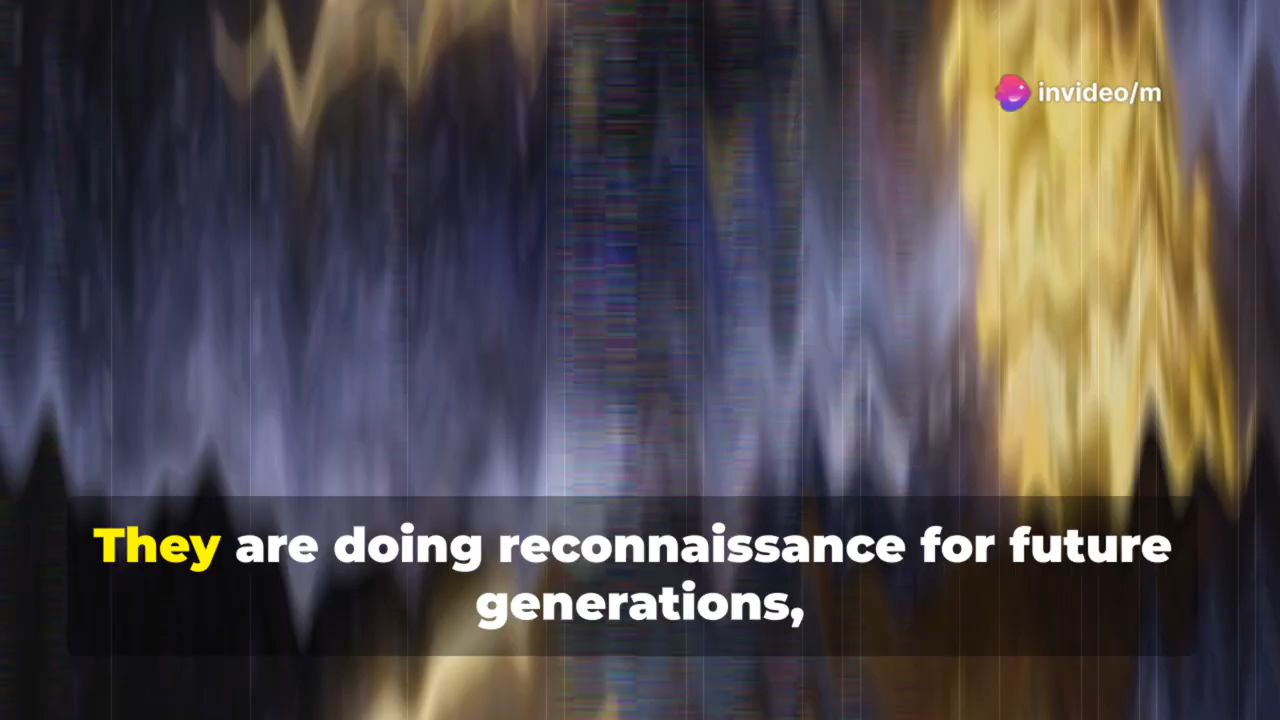 invideo/m
They are doing reconnaissance for future
generations,